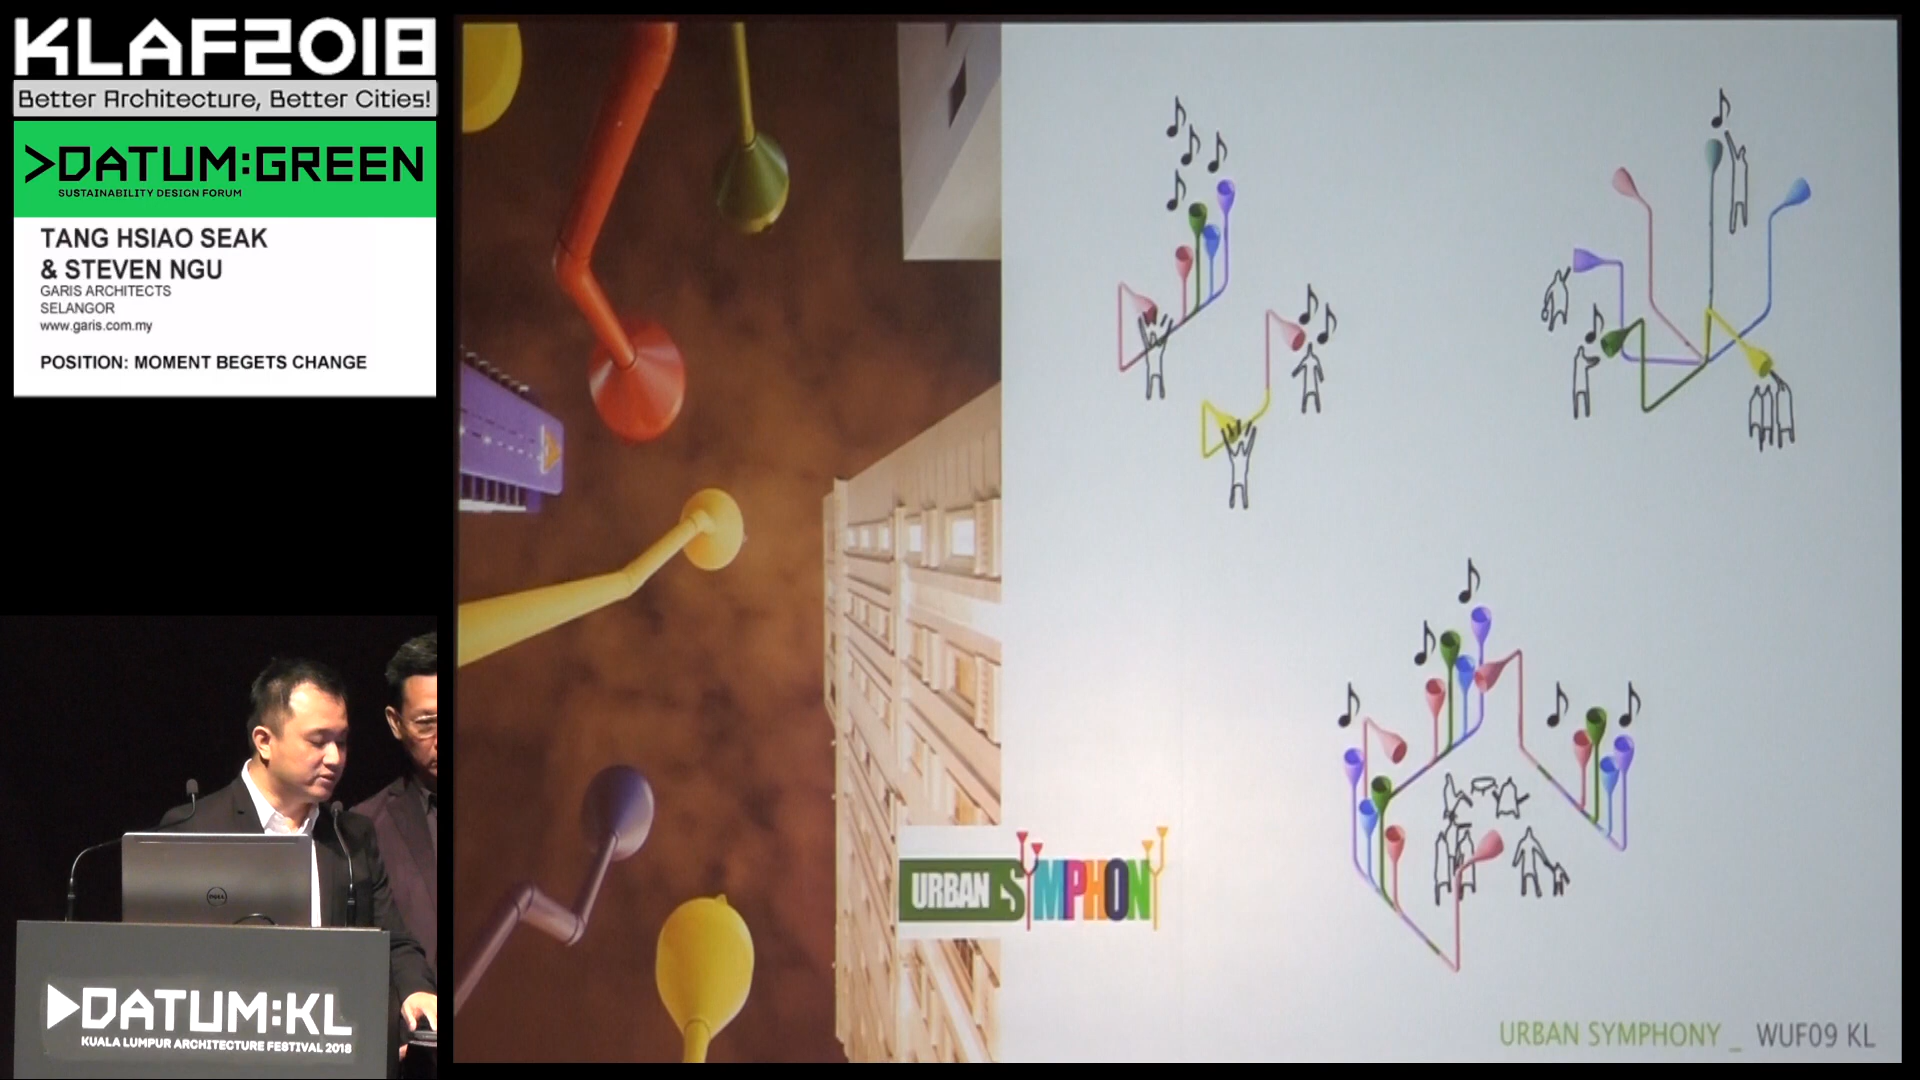 KLAF2018
Better Architecture, Better Cities!
>DATUM:GREEN
SUSTAINABILITY DESIGN FORUM
TANG HSIAO SEAK
& STEVEN NGU
GARIS ARCHITECTS
SELANGOR
www.garis.com.my
POSITION: MOMENT BEGETS CHANGE
DELL
DATUM:KL
KUALA LUMPUR ARCHITECTURE FESTIVAL 2018
URBAN SYMPHONY
URBAN SYMPHONY _ WUF09 KL